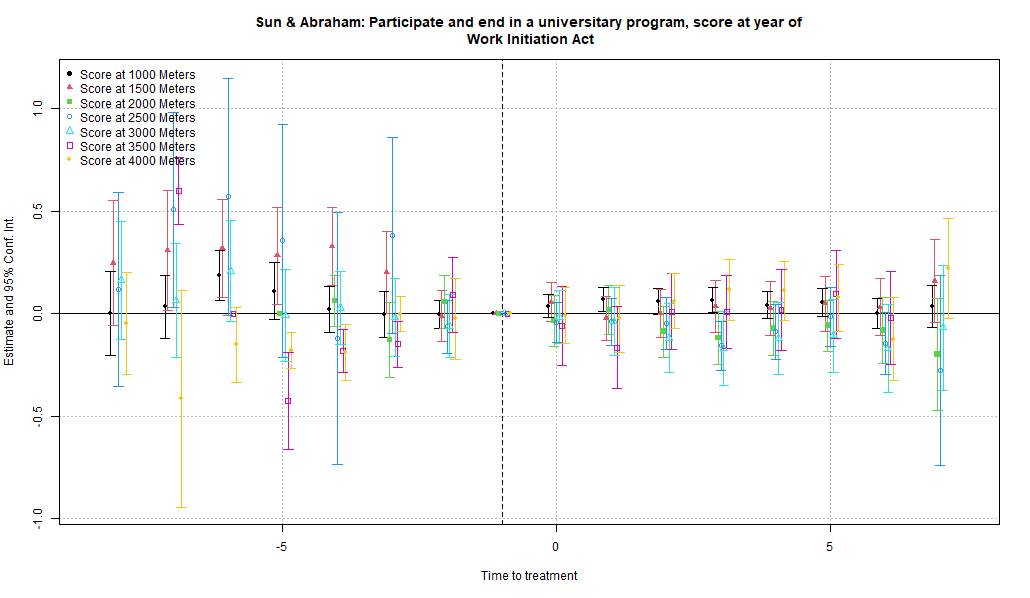 Sun & Abraham: Participate and end in a universitary program, score at year of
Work Initiation Act
Score at 1000 Meters
Score at 1500 Meters
Score at 2000 Meters
Score at 2500 Meters
Score at 3000 Meters
Score at 3500 Meters
Score at 4000 Meters
Estimate and 95% Conf. Int.
1.0
0.5
0.0
-0.5
-1.0
-5
0
5
Time to treatment